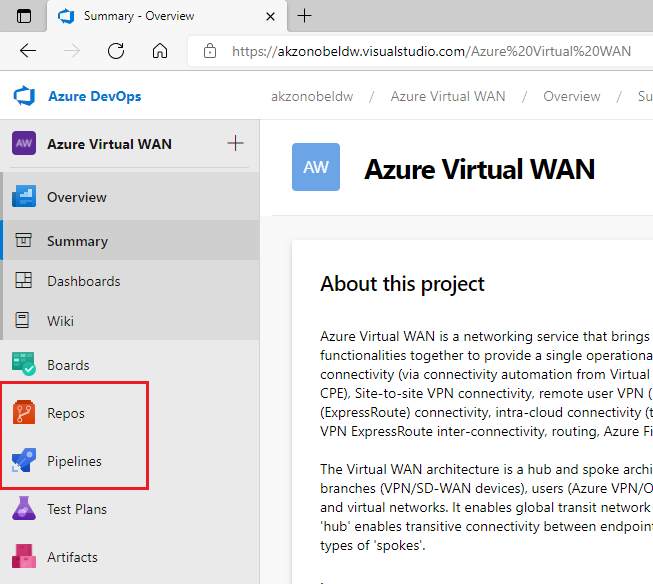 Summary - Overview
https://akzonobeldw.visualstudio.com/Azure%20Virtual%20WAN
Azure DevOps
akzonobeldw / Azure Virtual WAN / Overview / Su
AW Azure Virtual WAN +
AW Azure Virtual WAN
Overview
Summary
Dashboards
Wiki
Boards
Repos
Pipelines
Test Plans
Artifacts
About this project
Azure Virtual WAN is a networking service that brings
functionalities together to provide a single operationa
connectivity (via connectivity automation from Virtual
CPE), Site-to-site VPN connectivity, remote user VPN (
(ExpressRoute) connectivity, intra-cloud connectivity (t
VPN ExpressRoute inter-connectivity, routing, Azure Fi
The Virtual WAN architecture is a hub and spoke archi
branches (VPN/SD-WAN devices), users (Azure VPN/O
and virtual networks. It enables global transit network
'hub' enables transitive connectivity between endpoin
types of 'spokes'.